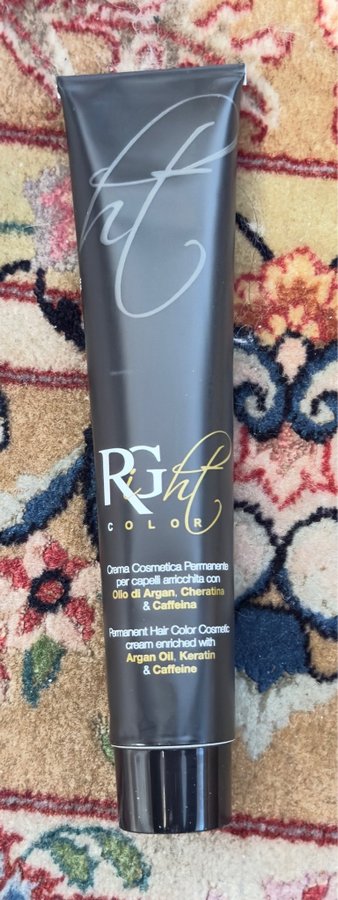 ht
RiGht
COLOR
Crema Cosmetica Permanente
per capelli arricchita con
Olio di Argan, Cheratina
& Caffeina
Permanent Hair Color Cosmetic
cream enriched with
Argan Oil, Keratin
& Caffeine